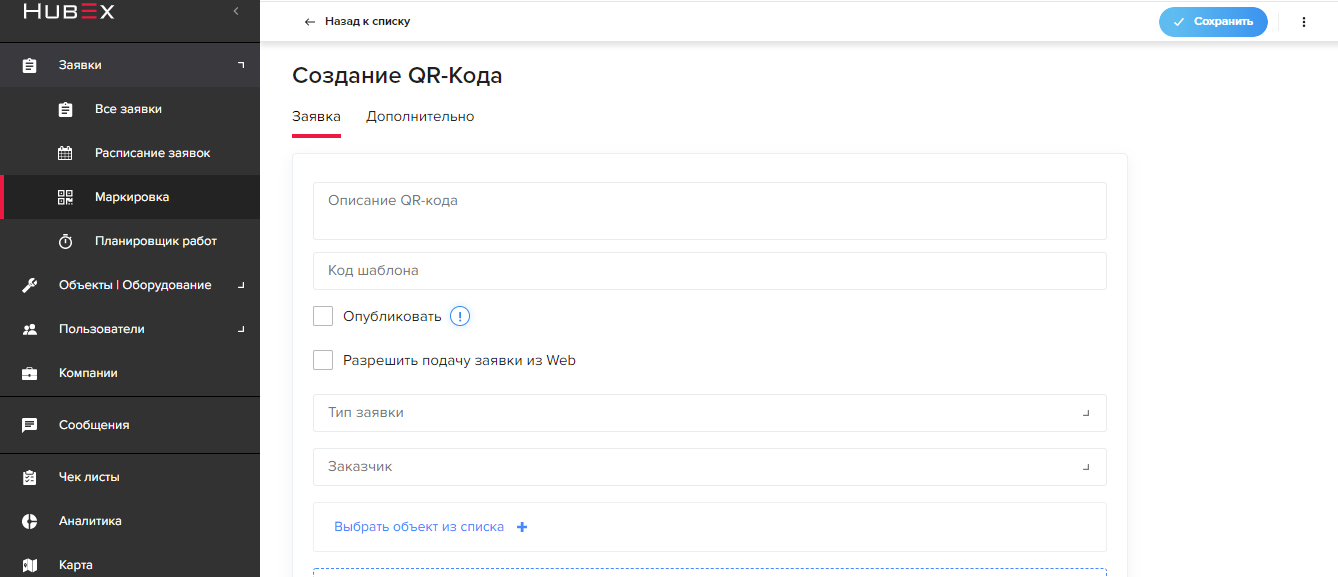 HUBEX
Назад к списку
Сохранить
Заявки
Все заявки
Расписание заявок
Маркировка
Планировщик работ
Объекты | Оборудование
Пользователи
Компании
Сообщения
Чек листы
Аналитика
Карта
Создание QR-Кода
Заявка Дополнительно
Описание QR-кода
Код шаблона
Опубликовать
Разрешить подачу заявки из Web
Тип заявки
Заказчик
Выбрать объект из списка +